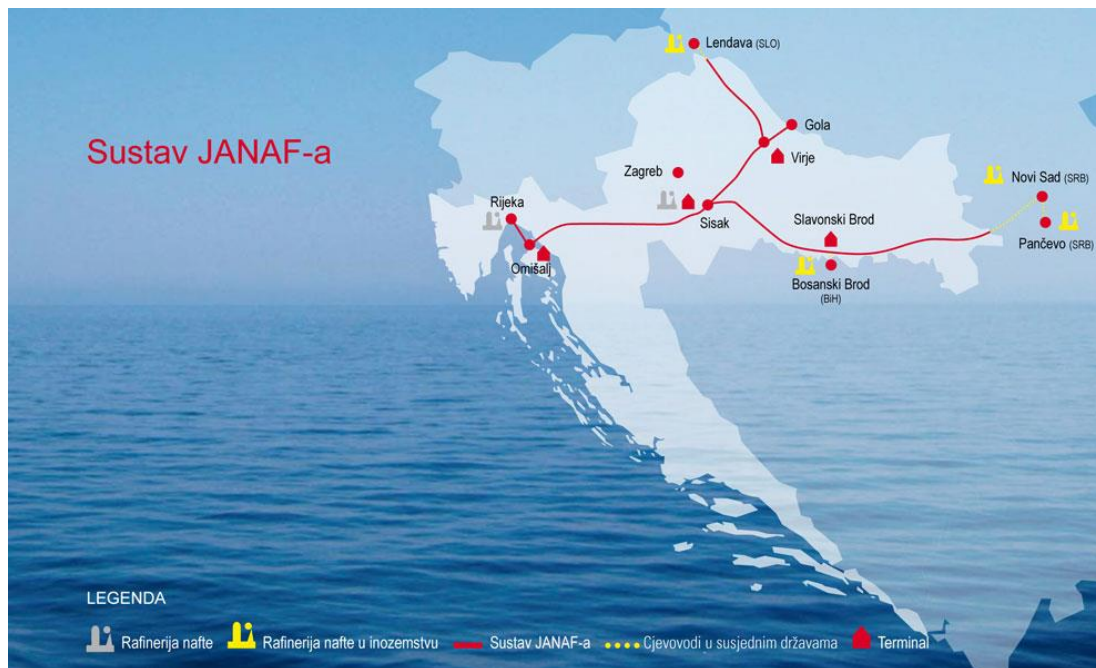 Sustav JANAF-a
Lendava (SLO)
Gola
Virje
Zagreb
Sisak
Rijeka
Omišalj
Slavonski Brod
Bosanski Brod
(BiH)
Novi Sad (SRB)
Pančevo (SRB)
LEGENDA
Rafinerija nafte Rafinerija nafte u inozemstvu Sustav JANAF-a Cjevovodi u susjednim državama Terminal